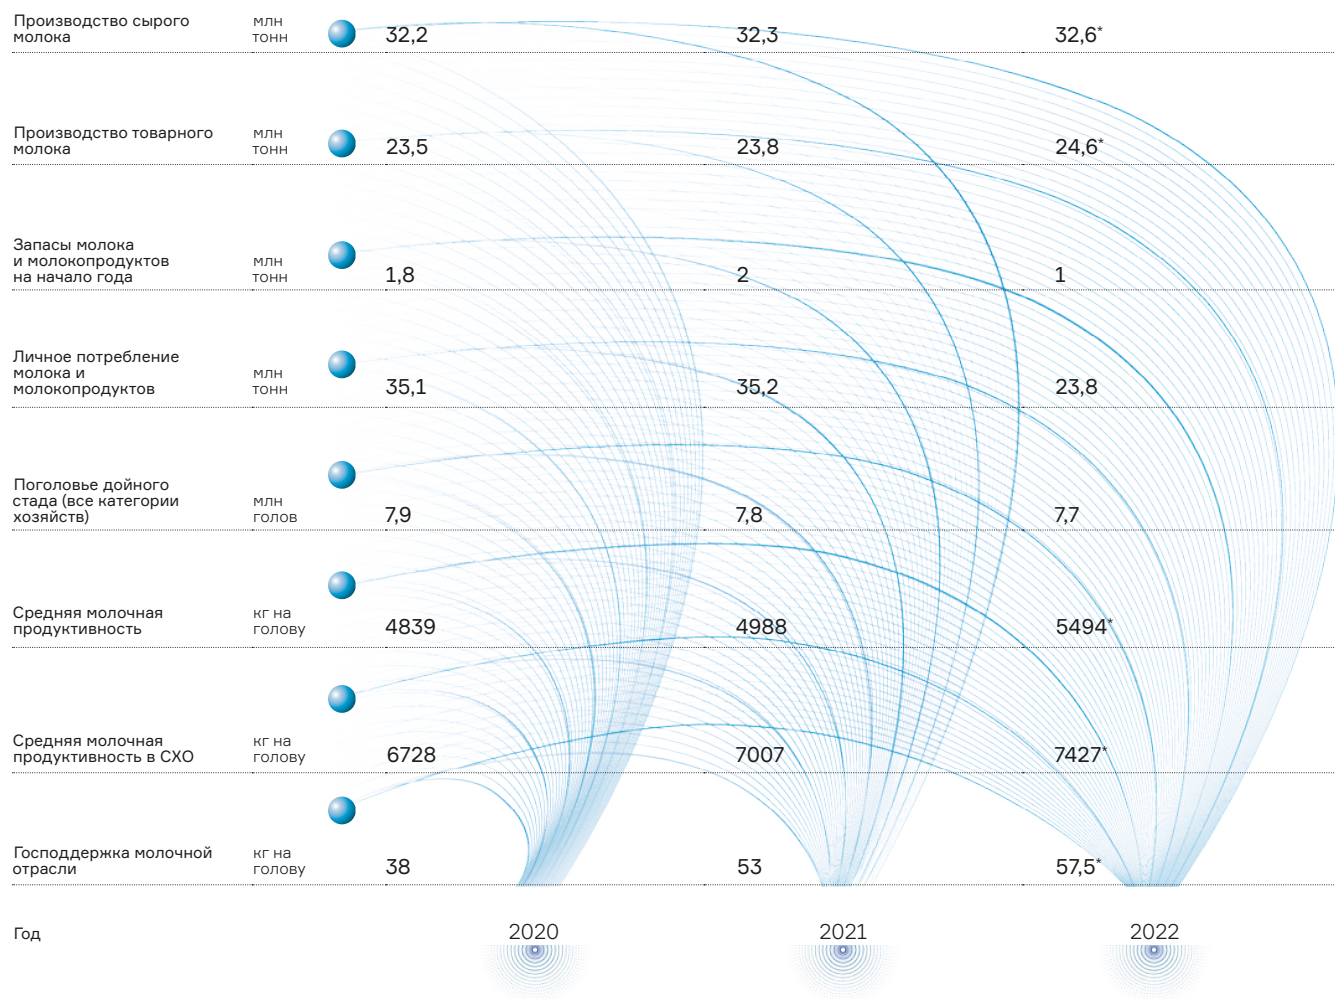 Производство сырого
молока
млн
тонн
32,2
32,3
32,6*
Производство товарного
молока
млн
тонн
23,5
23,8
24,6*
Запасы молока
и молокопродуктов
на начало года
млн
тонн
1,8
2
1
Личное потребление
молока и
молокопродуктов
млн
тонн
35,1
35,2
23,8
Поголовье дойного
стада (все категории
хозяйств)
млн
голов
7,9
7,8
7,7
Средняя молочная
продуктивность
кг на
голову
4839
4988
5494*
Средняя молочная
продуктивность в СХО
кг на
голову
6728
7007
7427*
Господдержка молочной
отрасли
кг на
голову
38
53
57,5*
Год
2020
2021
2022